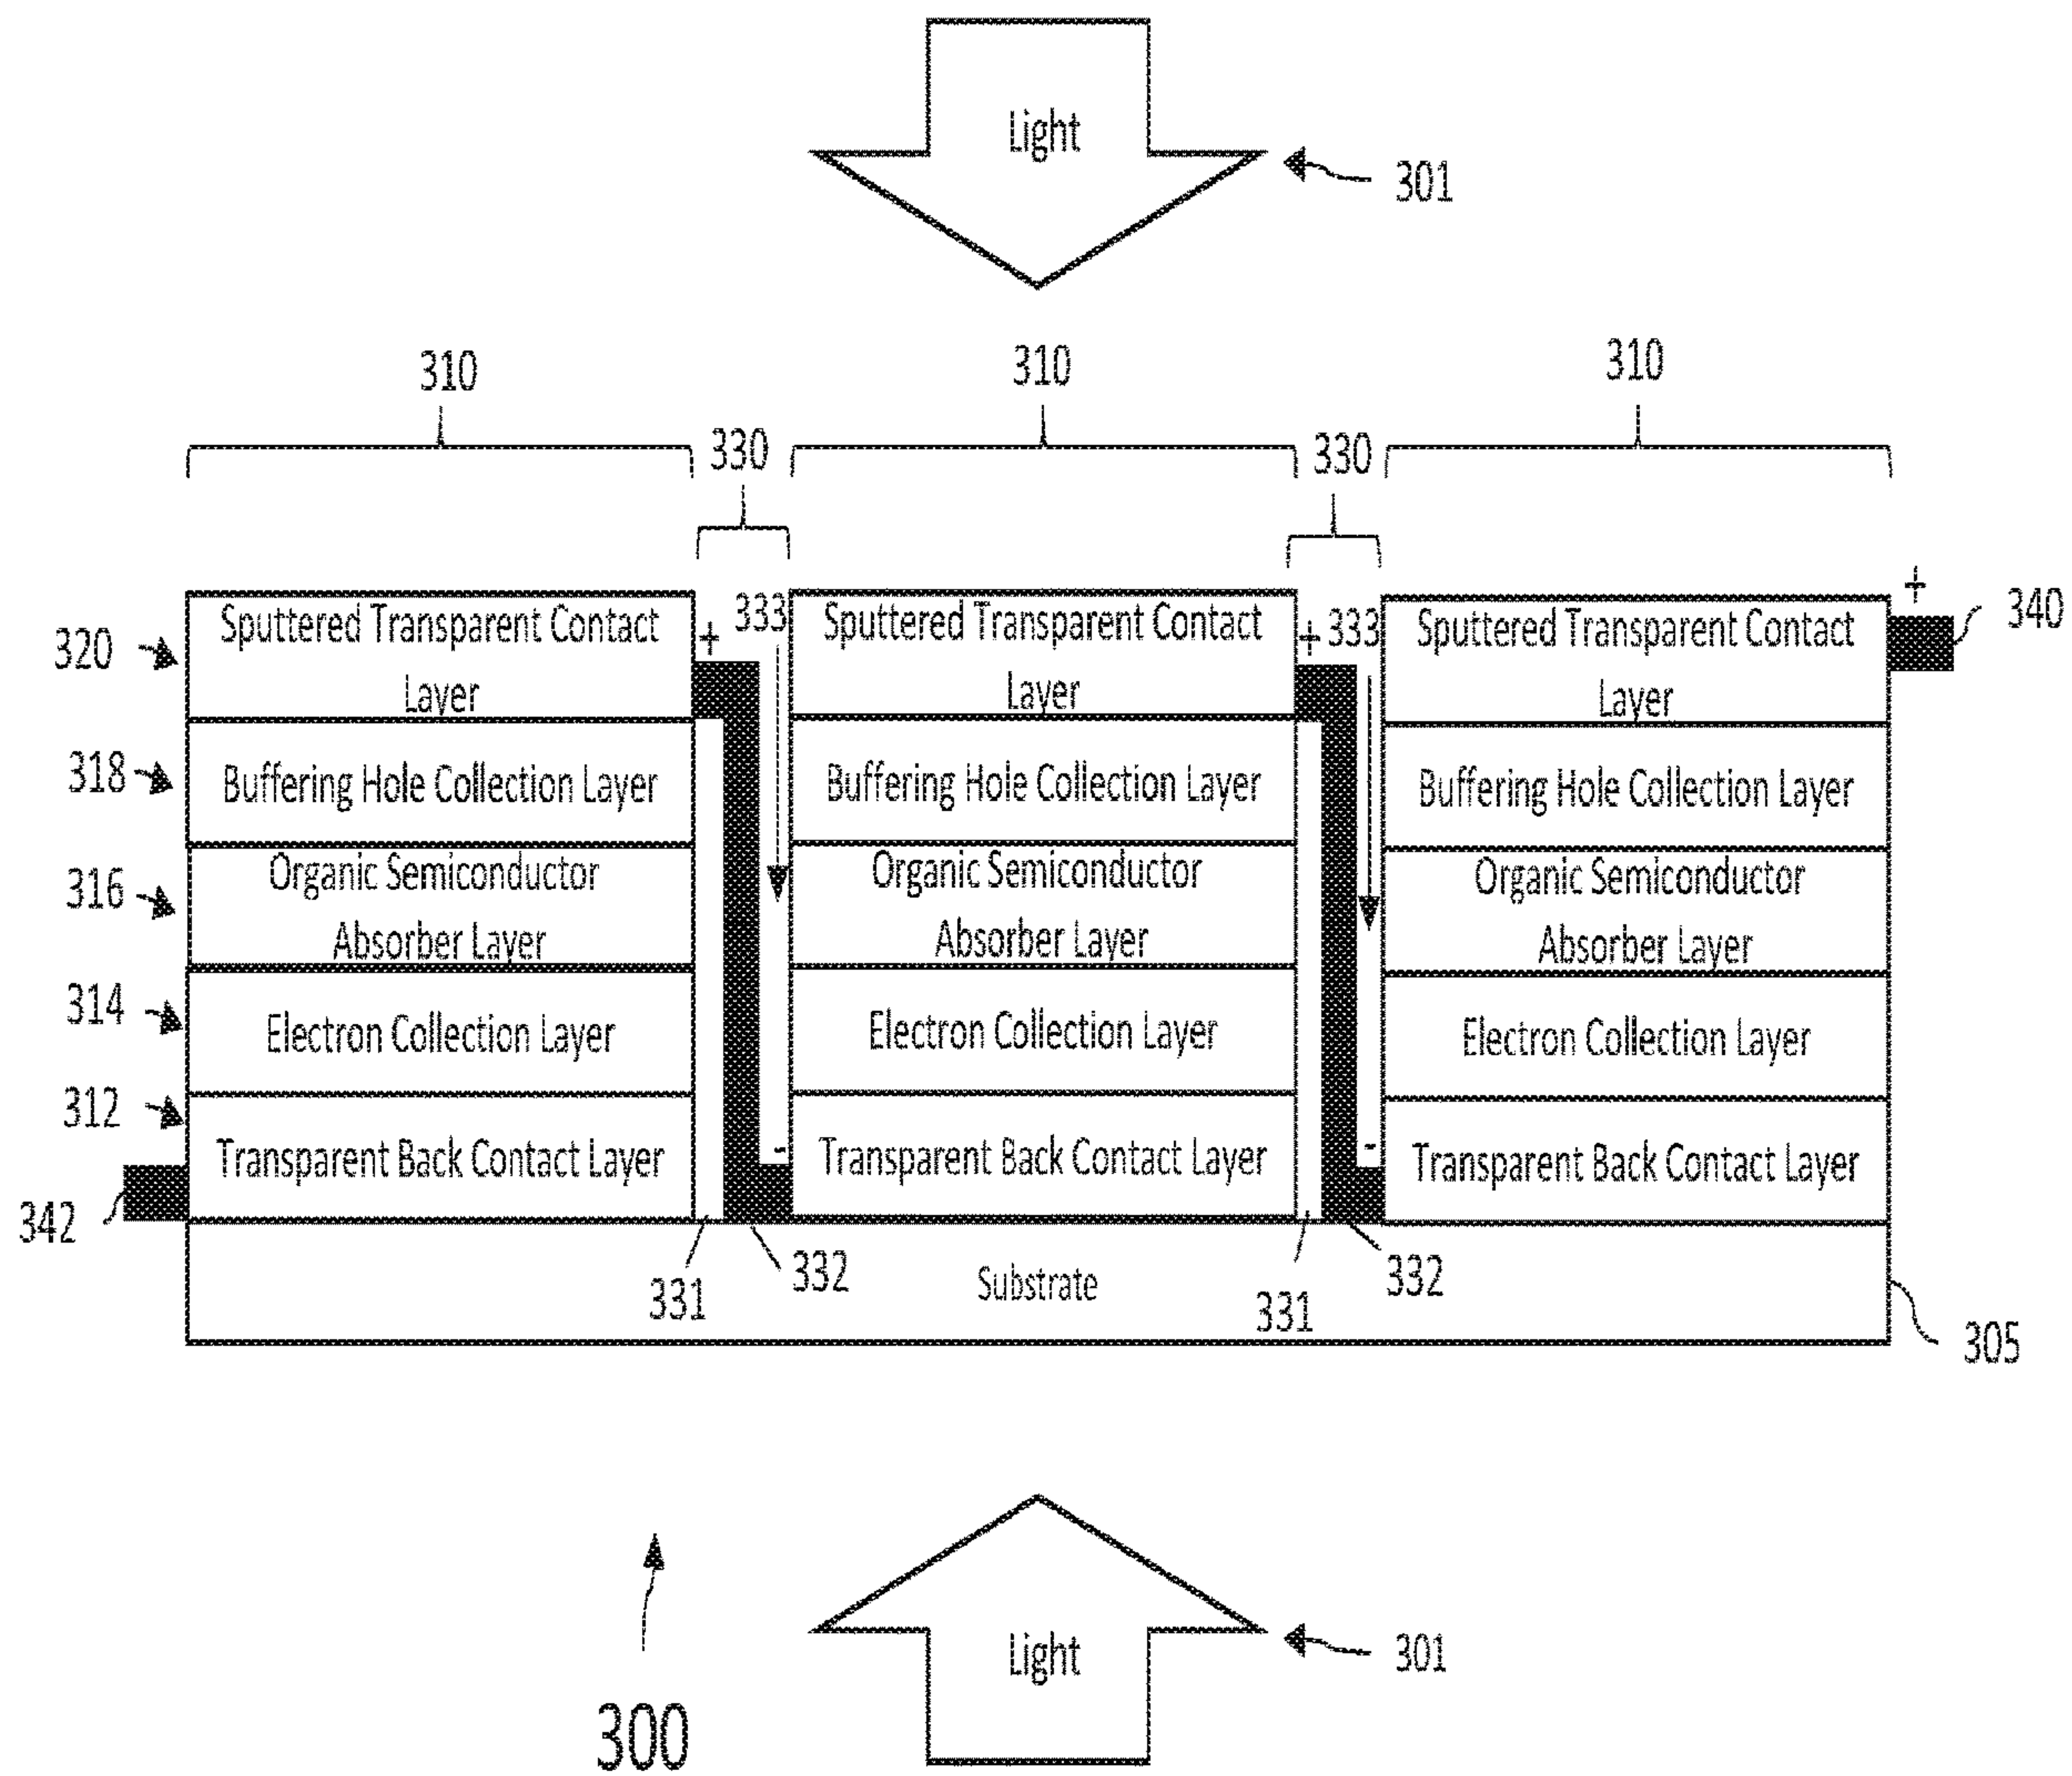 Light
301
310
310
310
330
330
320
Sputtered Transparent Contact
Layer
+
333
Sputtered Transparent Contact
Layer
+
333
Sputtered Transparent Contact
Layer
+
340
318
Buffering Hole Collection Layer
Buffering Hole Collection Layer
Buffering Hole Collection Layer
316
Organic Semiconductor
Absorber Layer
Organic Semiconductor
Absorber Layer
Organic Semiconductor
Absorber Layer
314
Electron Collection Layer
Electron Collection Layer
Electron Collection Layer
312
Transparent Back Contact Layer
-
Transparent Back Contact Layer
-
Transparent Back Contact Layer
342
331
332
Substrate
331
332
305
Light
301
300